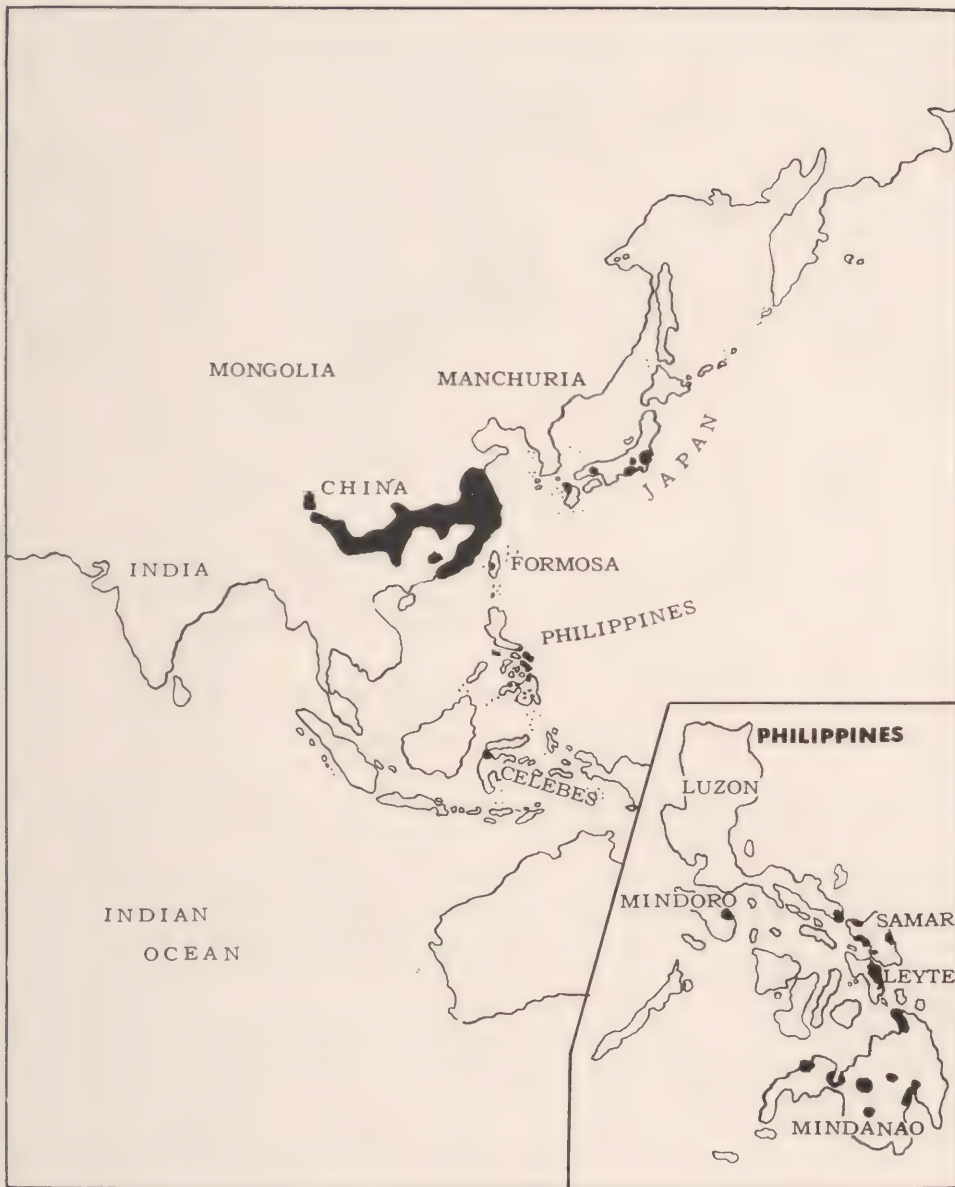 MONGOLIA
MANCHURIA
JAPAN
CHINA
INDIA
FORMOSA
PHILIPPINES
CELEBES
PHILIPPINES
LUZON
MINDORO
SAMAR
LEYTE
MINDANAO
INDIAN
OCEAN